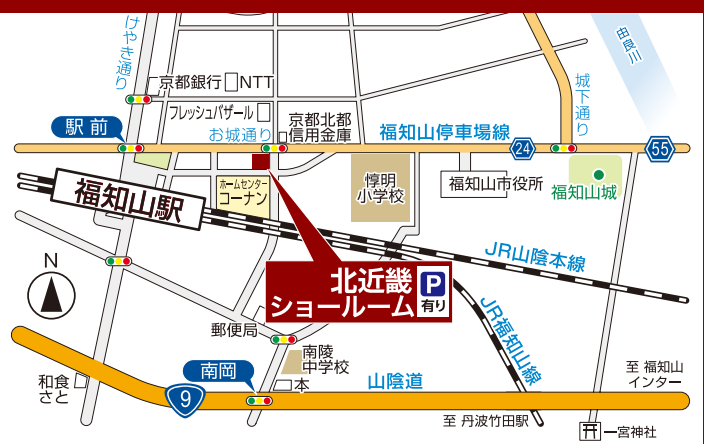 けやき通り
由良川
京都銀行
NTT
城下通り
フレッシュバザール
京都北都
信用金庫
駅前
お城通り
福知山停車場線
24
55
福知山駅
ホームセンター
コーナン
惇明
小学校
福知山市役所
福知山城
JR山陰本線
N
北近畿
ショールーム
P
有り
JR福知山線
郵便局
南陵
中学校
南岡
本
山陰道
9
和食
さと
至 福知山
インター
至 丹波竹田駅
一宮神社